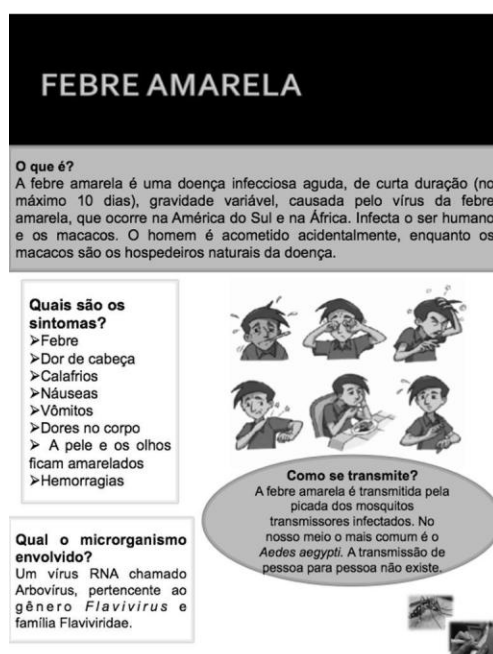 FEBRE AMARELA
O que é?
A febre amarela é uma doença infecciosa aguda, de curta duração (no
máximo 10 dias), gravidade variável, causada pelo vírus da febre
amarela, que ocorre na América do Sul e na África. Infecta o ser humano
e os macacos. O homem é acometido acidentalmente, enquanto os
macacos são os hospedeiros naturais da doença.
Quais são os
sintomas?
➢Febre
➢Dor de cabeça
➢Calafrios
➢Náuseas
➢Vômitos
➢Dores no corpo
➢ A pele e os olhos
ficam amarelados
➢Hemorragias
Como se transmite?
A febre amarela é transmitida pela
picada dos mosquitos
transmissores infectados. No
nosso meio o mais comum é o
Aedes aegypti. A transmissão de
pessoa para pessoa não existe.
Qual o microrganismo
envolvido?
Um vírus RNA chamado
Arbovírus, pertencente ao
gênero Flavivirus e
família Flaviviridae.